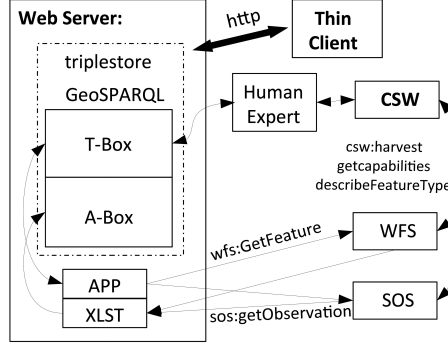 Web Server:
http
Thin
Client
triplestore
GeoSPARQL
Human
Expert
CSW
T-Box
csw:harvest
getcapabilities
describeFeatureType
A-Box
wfs:GetFeature
WFS
APP
XLST
sos:getObservation
SOS